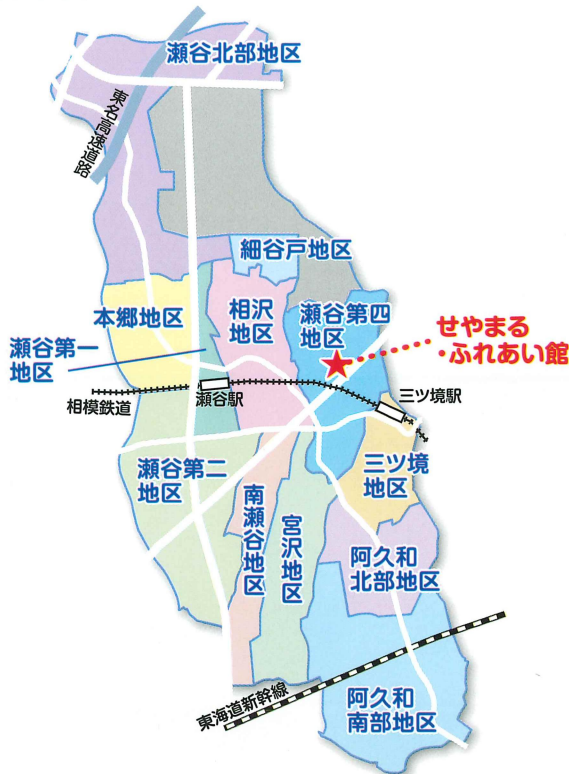 瀬谷北部地区
東名高速道路
細谷戸地区
本郷地区
相沢
地区
瀬谷第四
地区
せやまる
・ふれあい館
瀬谷第一
地区
相模鉄道
瀬谷駅
三ツ境駅
瀬谷第二
地区
三ツ境
地区
南瀬谷地区
宮沢地区
阿久和
北部地区
東海道新幹線
阿久和
南部地区